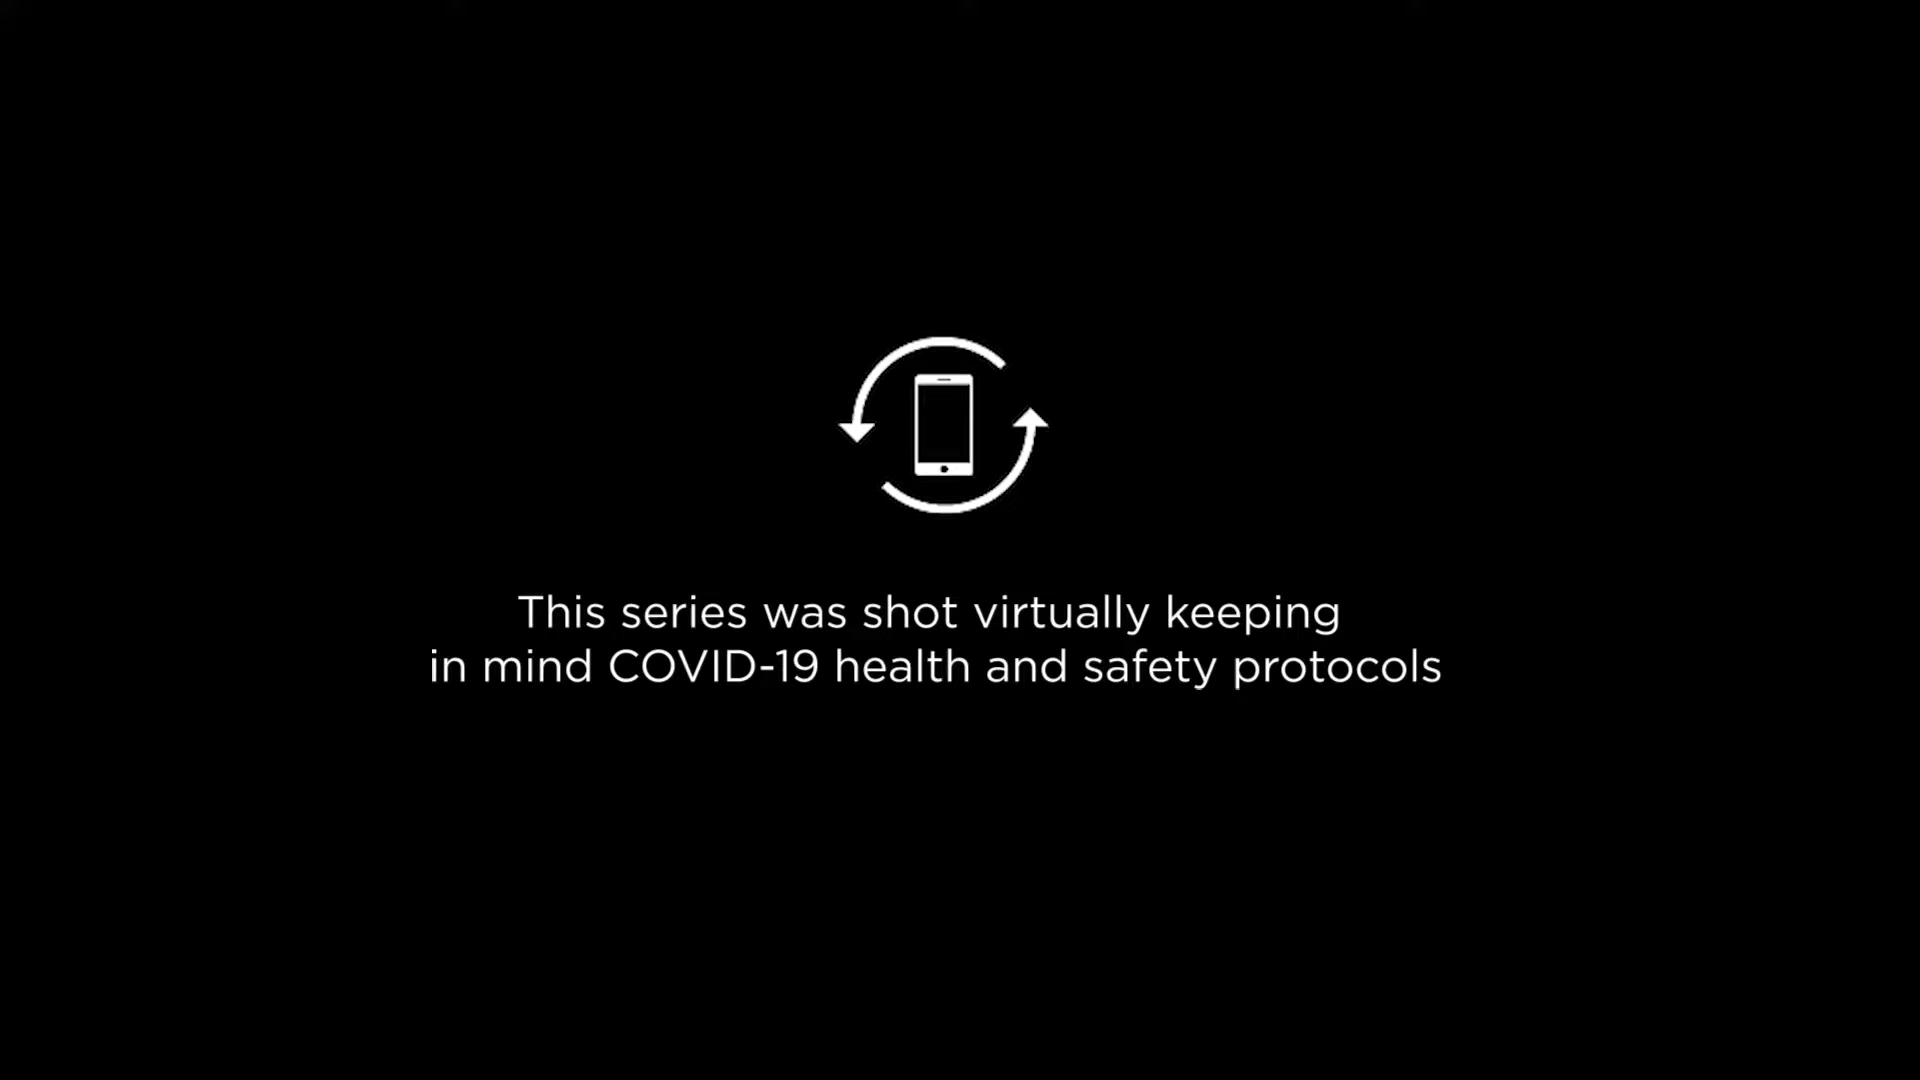 This series was shot virtually keeping
in mind COVID-19 health and safety protocols